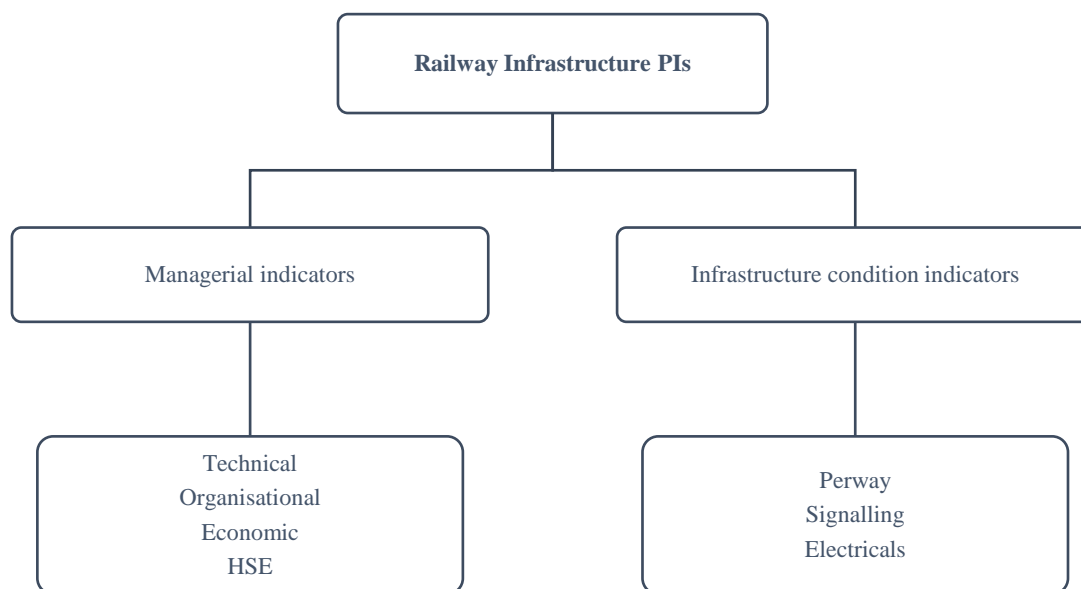 Railway Infrastructure PIs
Managerial indicators
Infrastructure condition indicators
Technical
Organisational
Economic
HSE
Perway
Signalling
Electricals